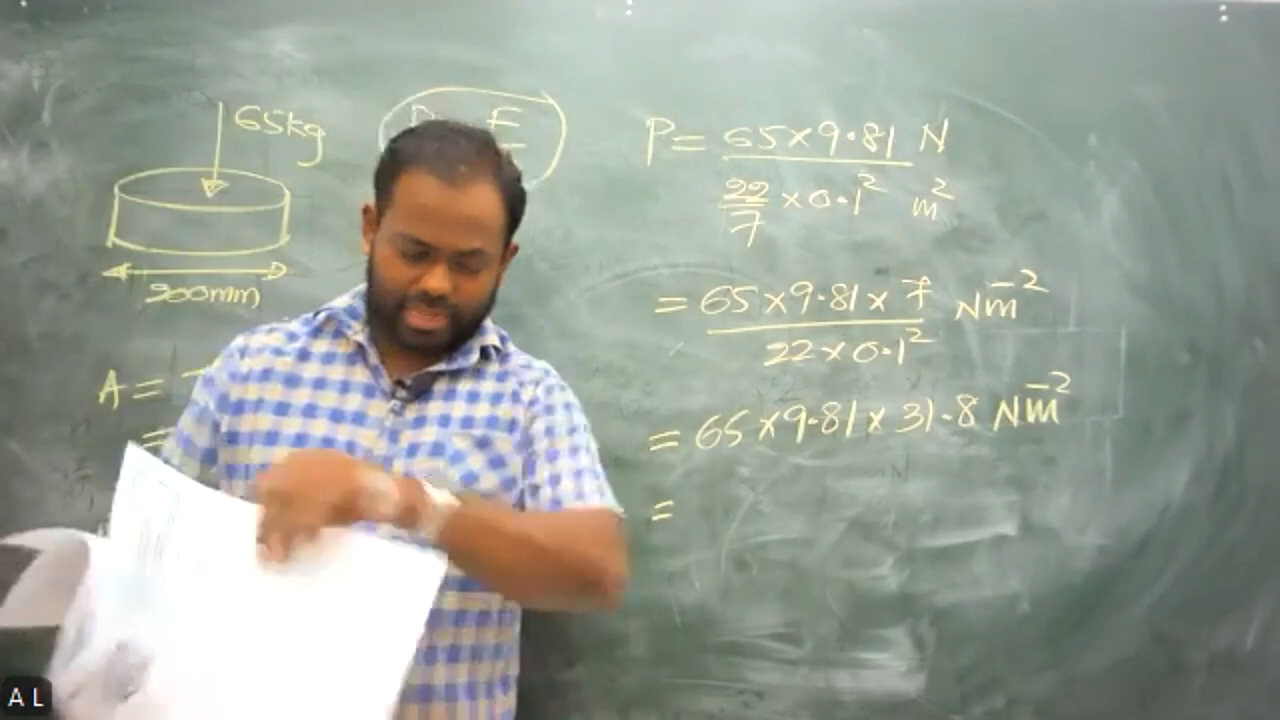 65kg
200mm
A =
=
F
P = 65 × 9.81 N
22/7 × 0.1² m²
= 65 × 9.81 × 7 Nm⁻²
22 × 0.1²
= 65 × 9.81 × 31.8 Nm⁻²
=
A L